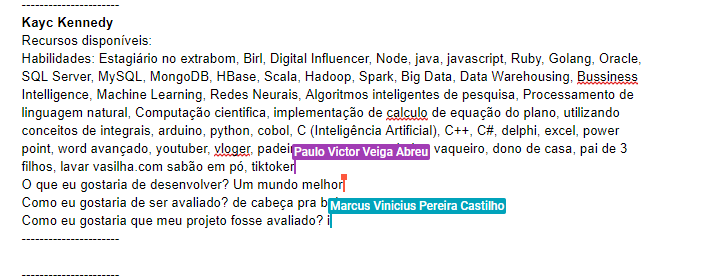 ----------------------
Kayc Kennedy
Recursos disponíveis:
Habilidades: Estagiário no extrabom, Birl, Digital Influencer, Node, java, javascript, Ruby, Golang, Oracle,
SQL Server, MySQL, MongoDB, HBase, Scala, Hadoop, Spark, Big Data, Data Warehousing, Bussiness
Intelligence, Machine Learning, Redes Neurais, Algoritmos inteligentes de pesquisa, Processamento de
linguagem natural, Computação cientifica, implementação de calculo de equação do plano, utilizando
conceitos de integrais, arduino, python, cobol, C (Inteligência Artificial), C++, C#, delphi, excel, power
point, word avançado, youtuber, vloger, vaqueiro, dono de casa, pai de 3
Paulo Victor Veiga Abreu
filhos, lavar vasilha.com sabão em pó, tiktoker
O que eu gostaria de desenvolver? Um mundo melhor
Como eu gostaria de ser avaliado? de cabeça pra
Marcus Vinicius Pereira Castilho
Como eu gostaria que meu projeto fosse avaliado? i
----------------------
----------------------